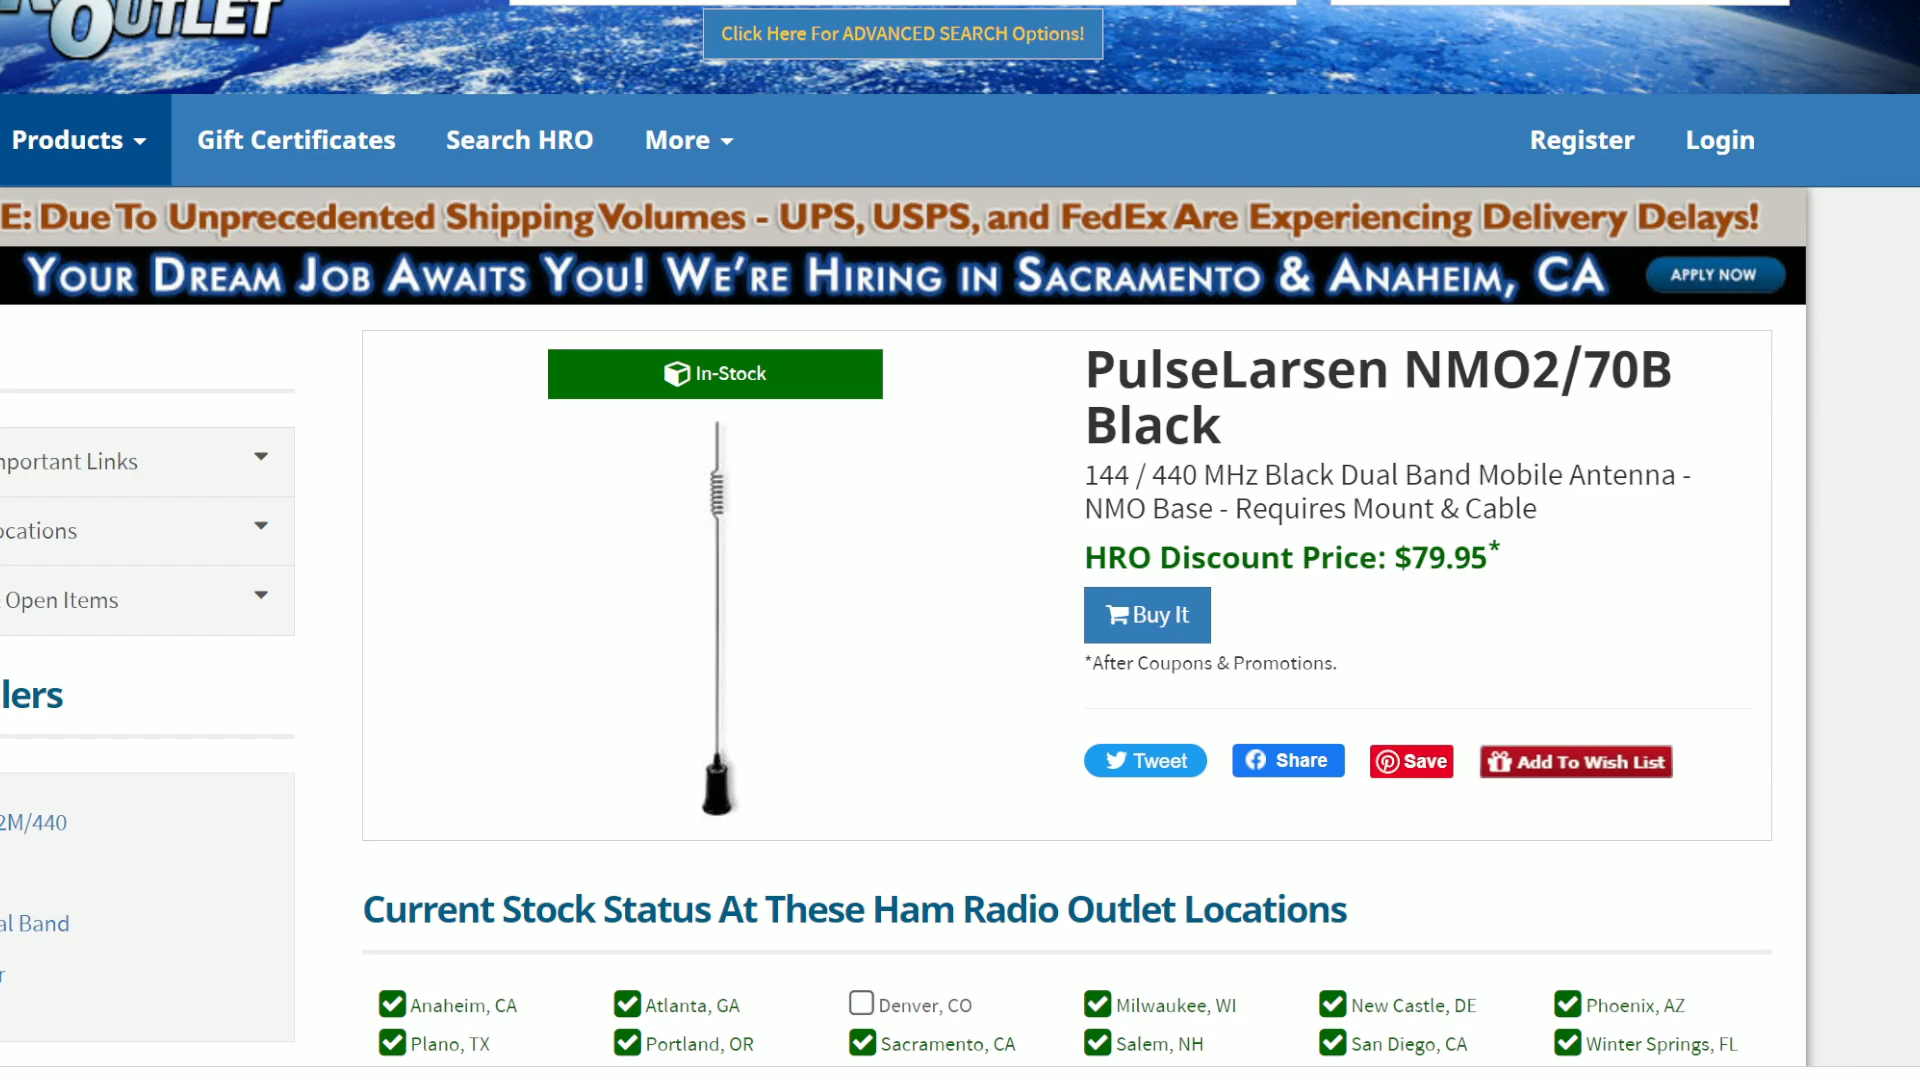 OUTLET
Click Here For ADVANCED SEARCH Options!
Products
Gift Certificates
Search HRO
More
Register
Login
E: Due To Unprecedented Shipping Volumes - UPS, USPS, and FedEx Are Experiencing Delivery Delays!
Your Dream Job Awaits You! We're Hiring in Sacramento & Anaheim, CA
APPLY NOW
In-Stock
PulseLarsen NMO2/70B
Black
144 / 440 MHz Black Dual Band Mobile Antenna -
NMO Base - Requires Mount & Cable
HRO Discount Price: $79.95*
Buy It
*After Coupons & Promotions.
Tweet
Share
Save
Add To Wish List
mportant Links
ocations
Open Items
lers
2M/440
al Band
r
Current Stock Status At These Ham Radio Outlet Locations
Anaheim, CA
Atlanta, GA
Denver, CO
Milwaukee, WI
New Castle, DE
Phoenix, AZ
Plano, TX
Portland, OR
Sacramento, CA
Salem, NH
San Diego, CA
Winter Springs, FL